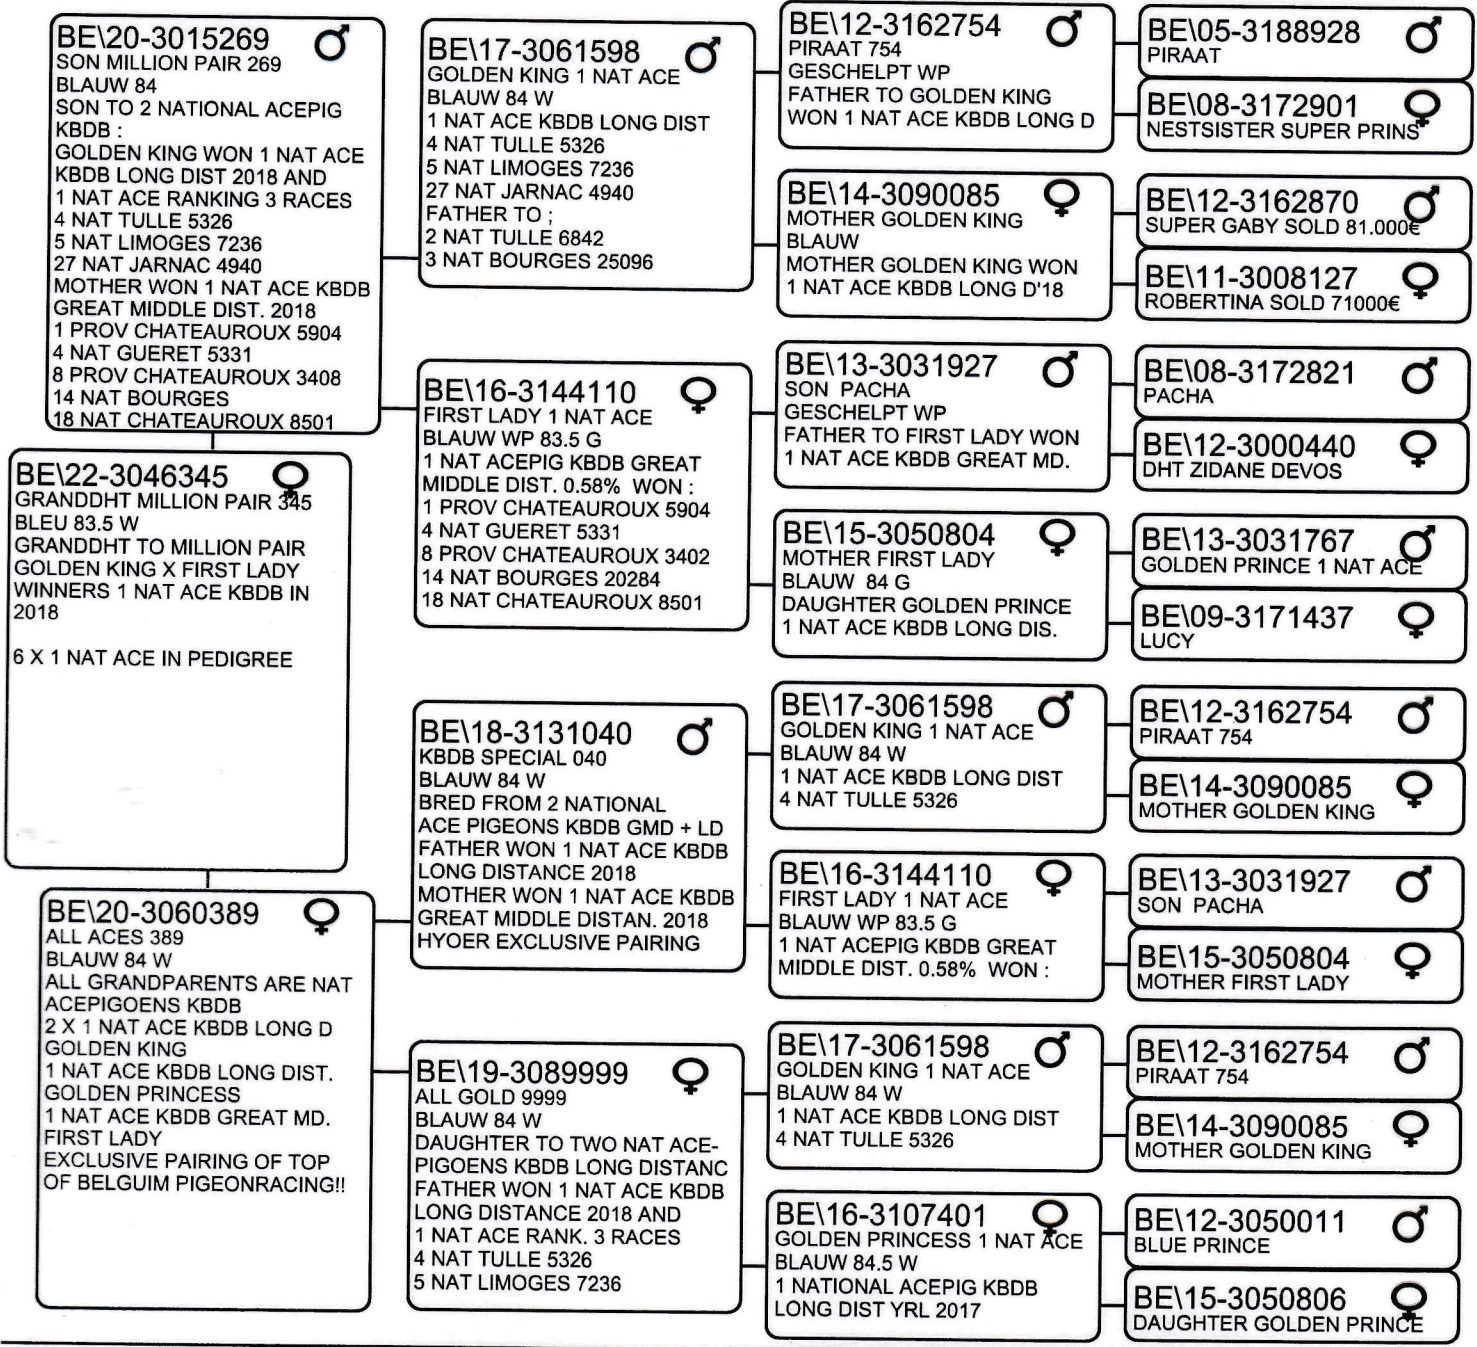 BE\20-3015269
SON MILLION PAIR 269
BLAUW 84
SON TO 2 NATIONAL ACEPIG
KBDB :
GOLDEN KING WON 1 NAT ACE
KBDB LONG DIST 2018 AND
1 NAT ACE RANKING 3 RACES
4 NAT TULLE 5326
5 NAT LIMOGES 7236
27 NAT JARNAC 4940
MOTHER WON 1 NAT ACE KBDB
GREAT MIDDLE DIST. 2018
1 PROV CHATEAUROUX 5904
4 NAT GUERET 5331
8 PROV CHATEAUROUX 3408
14 NAT BOURGES
18 NAT CHATEAUROUX 8501
BE\22-3046345
GRANDDHT MILLION PAIR 345
BLEU 83.5 W
GRANDDHT TO MILLION PAIR
GOLDEN KING X FIRST LADY
WINNERS 1 NAT ACE KBDB IN
2018
6 X 1 NAT ACE IN PEDIGREE
BE\20-3060389
ALL ACES 389
BLAUW 84 W
ALL GRANDPARENTS ARE NAT
ACEPIGOENS KBDB
2 X 1 NAT ACE KBDB LONG D
GOLDEN KING
1 NAT ACE KBDB LONG DIST.
GOLDEN PRINCESS
1 NAT ACE KBDB GREAT MD.
FIRST LADY
EXCLUSIVE PAIRING OF TOP
OF BELGUIM PIGEONRACING!!
BE\17-3061598
GOLDEN KING 1 NAT ACE
BLAUW 84 W
1 NAT ACE KBDB LONG DIST
4 NAT TULLE 5326
5 NAT LIMOGES 7236
27 NAT JARNAC 4940
FATHER TO ;
2 NAT TULLE 6842
3 NAT BOURGES 25096
BE\16-3144110
FIRST LADY 1 NAT ACE
BLAUW WP 83.5 G
1 NAT ACEPIG KBDB GREAT
MIDDLE DIST. 0.58% WON :
1 PROV CHATEAUROUX 5904
4 NAT GUERET 5331
8 PROV CHATEAUROUX 3402
14 NAT BOURGES 20284
18 NAT CHATEAUROUX 8501
BE\18-3131040
KBDB SPECIAL 040
BLAUW 84 W
BRED FROM 2 NATIONAL
ACE PIGEONS KBDB GMD + LD
FATHER WON 1 NAT ACE KBDB
LONG DISTANCE 2018
MOTHER WON 1 NAT ACE KBDB
GREAT MIDDLE DISTAN. 2018
HYOER EXCLUSIVE PAIRING
BE\19-3089999
ALL GOLD 9999
BLAUW 84 W
DAUGHTER TO TWO NAT ACE-
PIGOENS KBDB LONG DISTANC
FATHER WON 1 NAT ACE KBDB
LONG DISTANCE 2018 AND
1 NAT ACE RANK. 3 RACES
4 NAT TULLE 5326
5 NAT LIMOGES 7236
BE\12-3162754
PIRAAT 754
GESCHELPT WP
FATHER TO GOLDEN KING
WON 1 NAT ACE KBDB LONG D
BE\14-3090085
MOTHER GOLDEN KING
BLAUW
MOTHER GOLDEN KING WON
1 NAT ACE KBDB LONG D'18
BE\13-3031927
SON PACHA
GESCHELPT WP
FATHER TO FIRST LADY WON
1 NAT ACE KBDB GREAT MD.
BE\15-3050804
MOTHER FIRST LADY
BLAUW 84 G
DAUGHTER GOLDEN PRINCE
1 NAT ACE KBDB LONG DIS.
BE\17-3061598
GOLDEN KING 1 NAT ACE
BLAUW 84 W
1 NAT ACE KBDB LONG DIST
4 NAT TULLE 5326
BE\16-3144110
FIRST LADY 1 NAT ACE
BLAUW WP 83.5 G
1 NAT ACEPIG KBDB GREAT
MIDDLE DIST. 0.58% WON :
BE\17-3061598
GOLDEN KING 1 NAT ACE
BLAUW 84 W
1 NAT ACE KBDB LONG DIST
4 NAT TULLE 5326
BE\16-3107401
GOLDEN PRINCESS 1 NAT ACE
BLAUW 84.5 W
1 NATIONAL ACEPIG KBDB
LONG DIST YRL 2017
BE\05-3188928
PIRAAT
BE\08-3172901
NESTSISTER SUPER PRINS
BE\12-3162870
SUPER GABY SOLD 81.000€
BE\11-3008127
ROBERTINA SOLD 71000€
BE\08-3172821
PACHA
BE\12-3000440
DHT ZIDANE DEVOS
BE\13-3031767
GOLDEN PRINCE 1 NAT ACE
BE\09-3171437
LUCY
BE\12-3162754
PIRAAT 754
BE\14-3090085
MOTHER GOLDEN KING
BE\13-3031927
SON PACHA
BE\15-3050804
MOTHER FIRST LADY
BE\12-3162754
PIRAAT 754
BE\14-3090085
MOTHER GOLDEN KING
BE\12-3050011
BLUE PRINCE
BE\15-3050806
DAUGHTER GOLDEN PRINCE